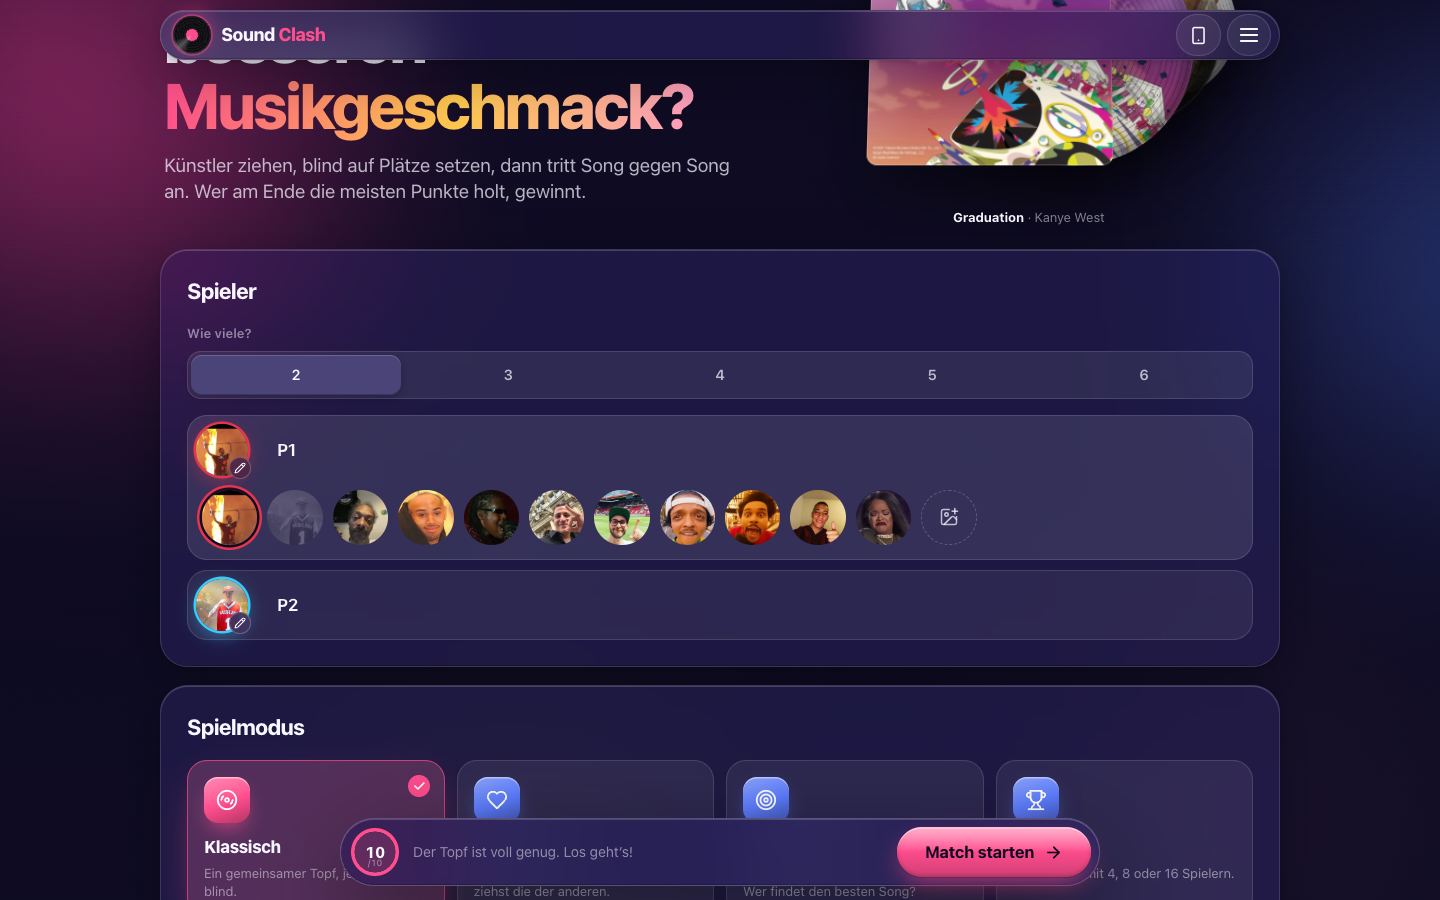 Sound Clash
besseren
Musikgeschmack?
Künstler ziehen, blind auf Plätze setzen, dann tritt Song gegen Song
an. Wer am Ende die meisten Punkte holt, gewinnt.
Graduation · Kanye West
Spieler
Wie viele?
2 3 4 5 6
P1
P2
Spielmodus
Klassisch
Ein gemeinsamer Topf,
blind.
ziehst die der anderen.
Wer findet den besten Song?
mit 4, 8 oder 16 Spielern.
10
/10
Der Topf ist voll genug. Los geht's!
Match starten